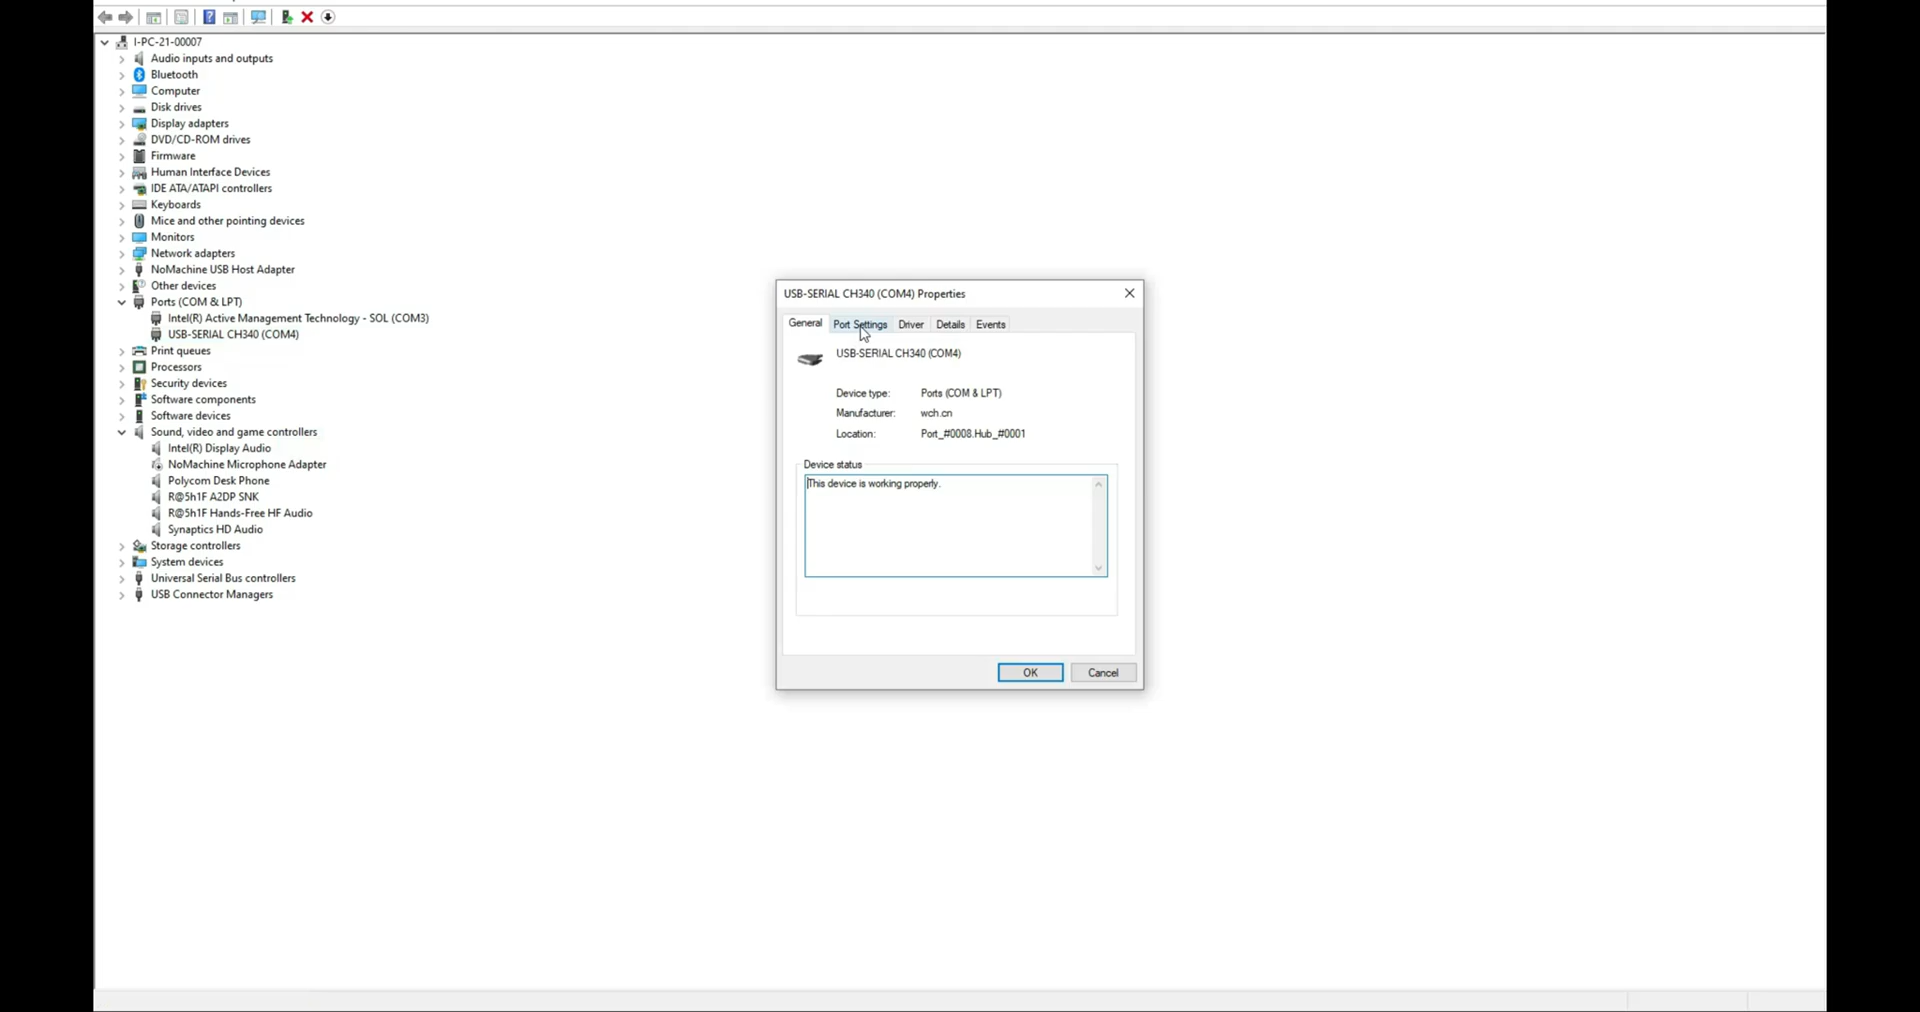 I-PC-21-00007
Audio inputs and outputs
Bluetooth
Computer
Disk drives
Display adapters
DVD/CD-ROM drives
Firmware
Human Interface Devices
IDE ATA/ATAPI controllers
Keyboards
Mice and other pointing devices
Monitors
Network adapters
NoMachine USB Host Adapter
Other devices
Ports (COM & LPT)
Intel(R) Active Management Technology - SOL (COM3)
USB-SERIAL CH340 (COM4)
Print queues
Processors
Security devices
Software components
Software devices
Sound, video and game controllers
Intel(R) Display Audio
NoMachine Microphone Adapter
Polycom Desk Phone
R@5h1F A2DP SNK
R@5h1F Hands-Free HF Audio
Synaptics HD Audio
Storage controllers
System devices
Universal Serial Bus controllers
USB Connector Managers
USB-SERIAL CH340 (COM4) Properties
General Port Settings Driver Details Events
USB-SERIAL CH340 (COM4)
Device type: Ports (COM & LPT)
Manufacturer: wch.cn
Location: Port_#0008.Hub_#0001
Device status
This device is working properly.
OK Cancel